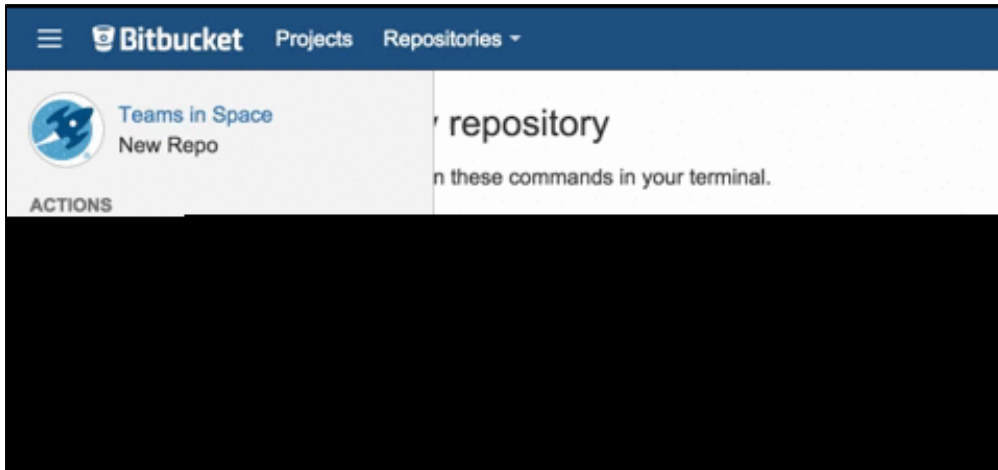 Bitbucket Projects Repositories
Teams in Space
New Repo
ACTIONS
repository
n these commands in your terminal.